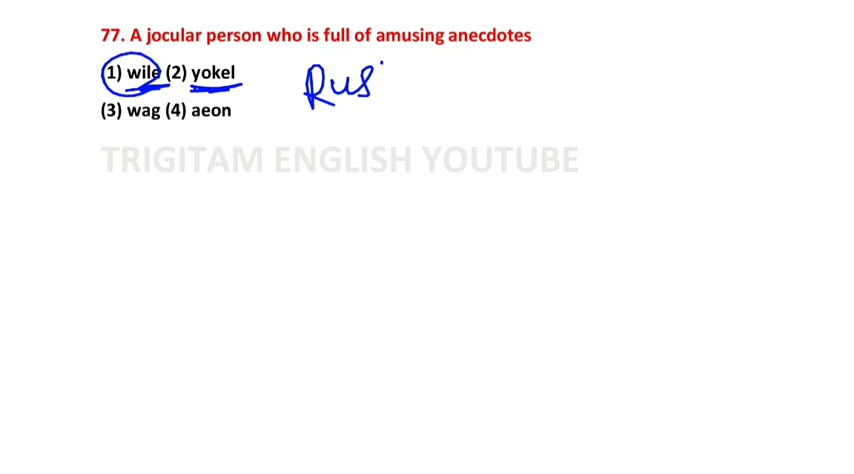 77. A jocular person who is full of amusing anecdotes
(1) wile (2) yokel
Rus
(3) wag (4) aeon
TRIGITAM ENGLISH YOUTUBE